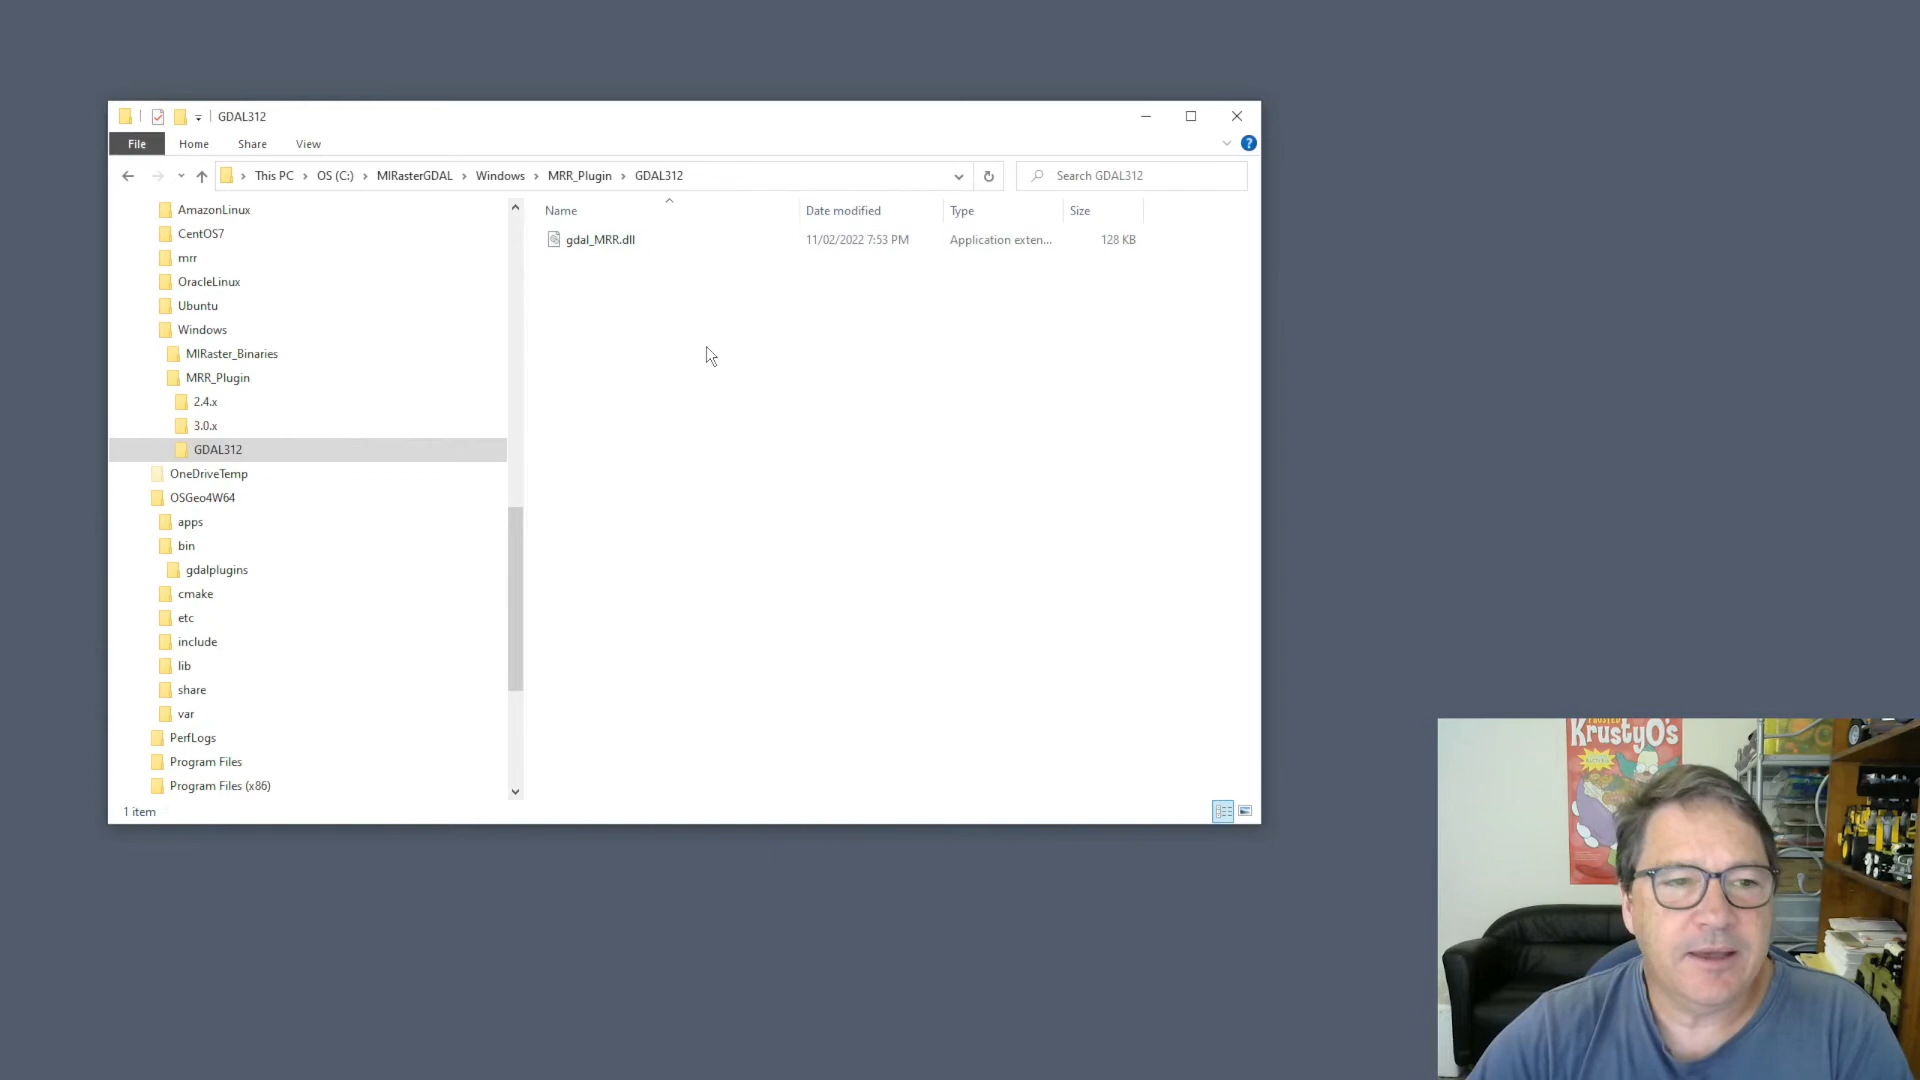 GDAL312
File Home Share View
This PC OS (C:) MIRasterGDAL Windows MRR_Plugin GDAL312
Search GDAL312
AmazonLinux
CentOS7
mrr
OracleLinux
Ubuntu
Windows
MIRaster_Binaries
MRR_Plugin
2.4.x
3.0.x
GDAL312
OneDriveTemp
OSGeo4W64
apps
bin
gdalplugins
cmake
etc
include
lib
share
var
PerfLogs
Program Files
Program Files (x86)
Name Date modified Type Size
gdal_MRR.dll 11/02/2022 7:53 PM Application exten... 128 KB
1 item
FROSTED
KrustyO's